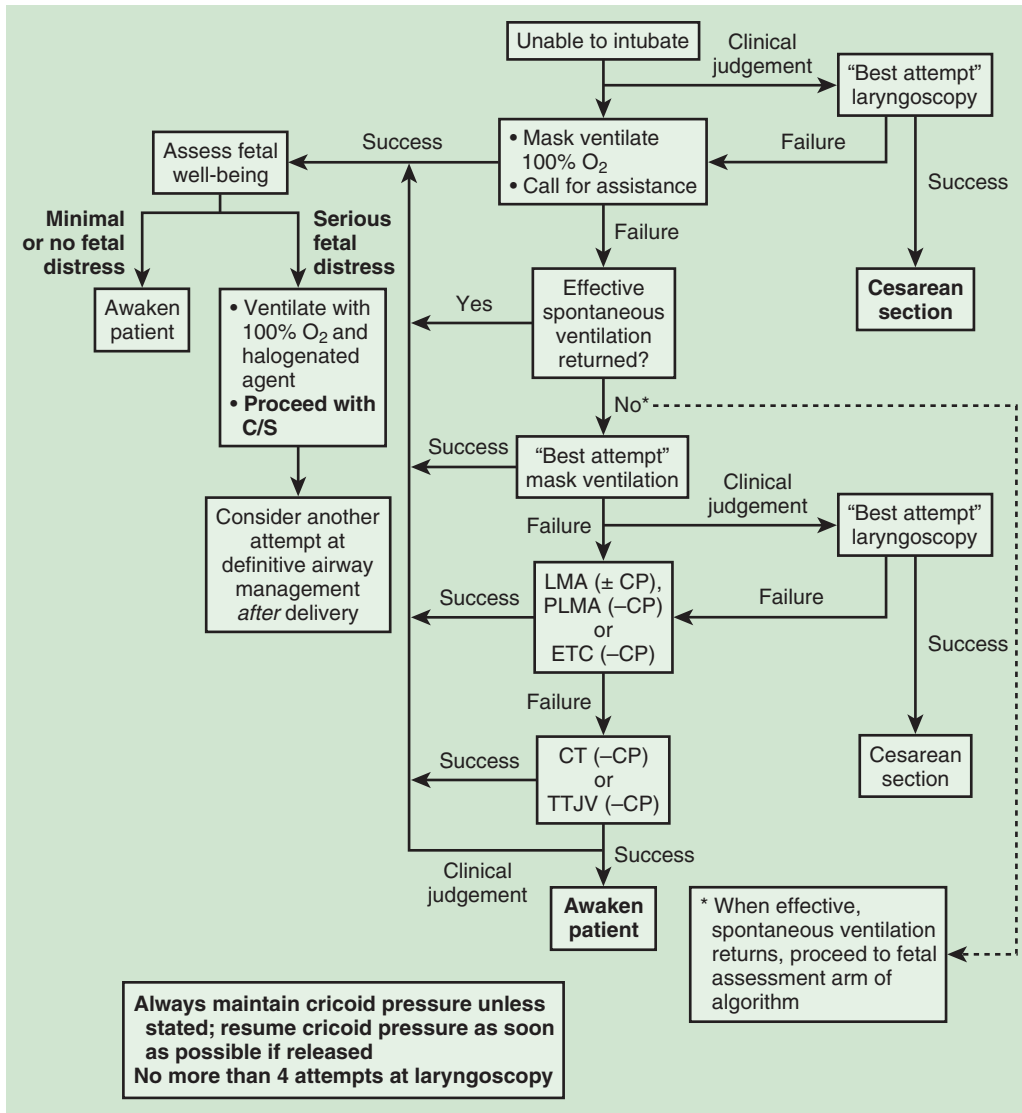 Unable to intubate
Clinical
judgement
“Best attempt”
laryngoscopy
• Mask ventilate
100% O2
• Call for assistance
Failure
Success
Cesarean
section
Success
Assess fetal
well-being
Minimal
or no fetal
distress
Serious
fetal
distress
Awaken
patient
• Ventilate with
100% O2 and
halogenated
agent
• Proceed with
C/S
Consider another
attempt at
definitive airway
management
after delivery
Failure
Effective
spontaneous
ventilation
returned?
Yes
No*
“Best attempt”
mask ventilation
Success
Failure
Clinical
judgement
“Best attempt”
laryngoscopy
Failure
Success
Cesarean
section
LMA (± CP),
PLMA (–CP)
or
ETC (–CP)
Success
Failure
CT (–CP)
or
TTJV (–CP)
Success
Clinical
judgement
Success
Awaken
patient
* When effective,
spontaneous ventilation
returns, proceed to fetal
assessment arm of
algorithm
Always maintain cricoid pressure unless
stated; resume cricoid pressure as soon
as possible if released
No more than 4 attempts at laryngoscopy